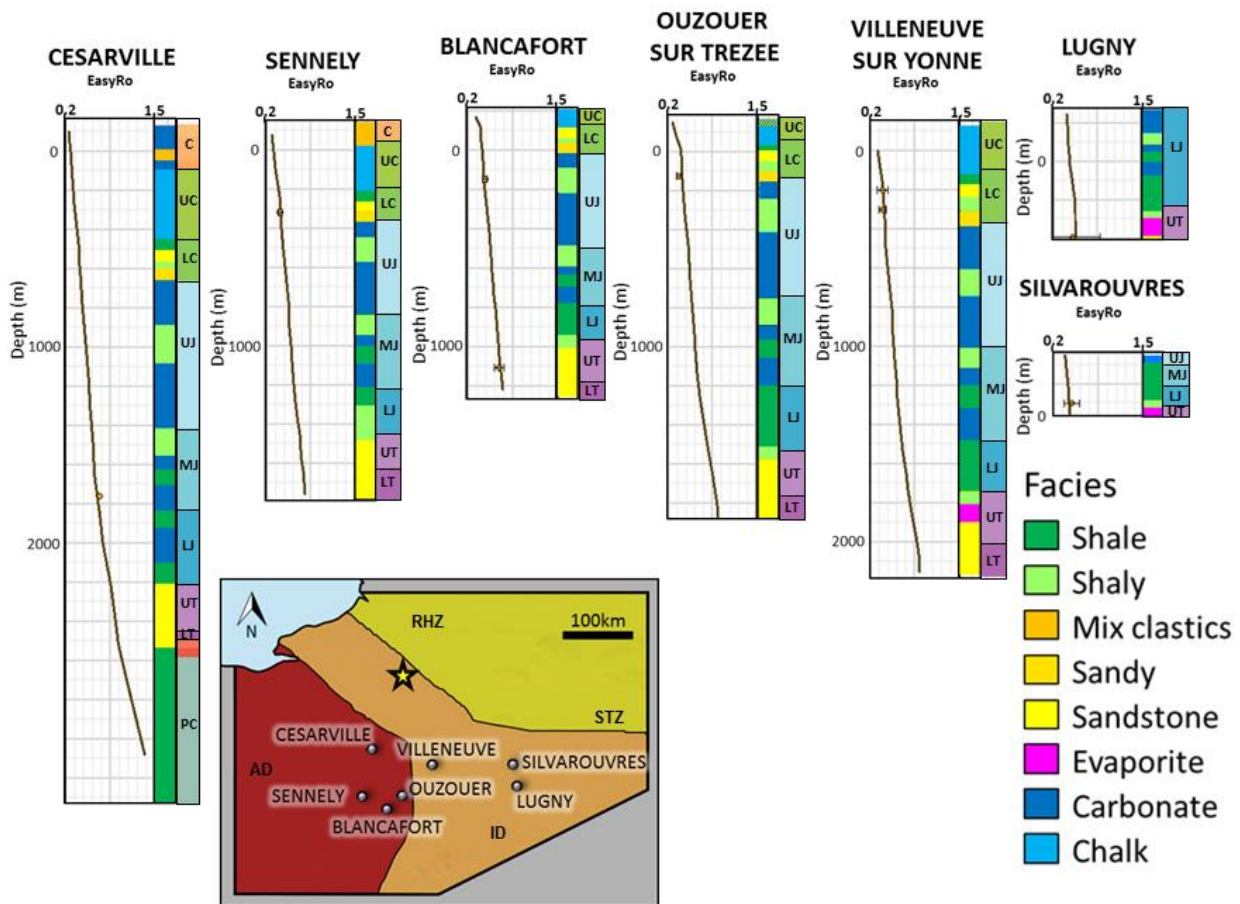 CESARVILLE
EasyRo
0.2 1.5
Depth (m)
0
1000
2000
C
UC
LC
UJ
MJ
LJ
UT
LT
PC
SENNELY
EasyRo
0.2 1.5
Depth (m)
0
1000
C
UC
LC
UJ
MJ
LJ
UT
LT
BLANCAFORT
EasyRo
0.2 1.5
Depth (m)
0
1000
UC
LC
UJ
MJ
LJ
UT
LT
OUZOUER
SUR TREZEE
EasyRo
0.2 1.5
Depth (m)
0
1000
UC
LC
UJ
MJ
LJ
UT
LT
VILLENEUVE
SUR YONNE
EasyRo
0.2 1.5
Depth (m)
0
1000
2000
UC
LC
UJ
MJ
LJ
UT
LT
LUGNY
EasyRo
0.2 1.5
Depth (m)
0
LJ
UT
SILVAROUVRES
EasyRo
0.2 1.5
Depth (m)
0
UJ
MJ
LJ
UT
Facies
Shale
Shaly
Mix clastics
Sandy
Sandstone
Evaporite
Carbonate
Chalk
N
RHZ
100km
STZ
CESARVILLE
VILLENEUVE
SILVAROUVRES
AD
SENNELY
OUZOUER
LUGNY
BLANCAFORT
ID